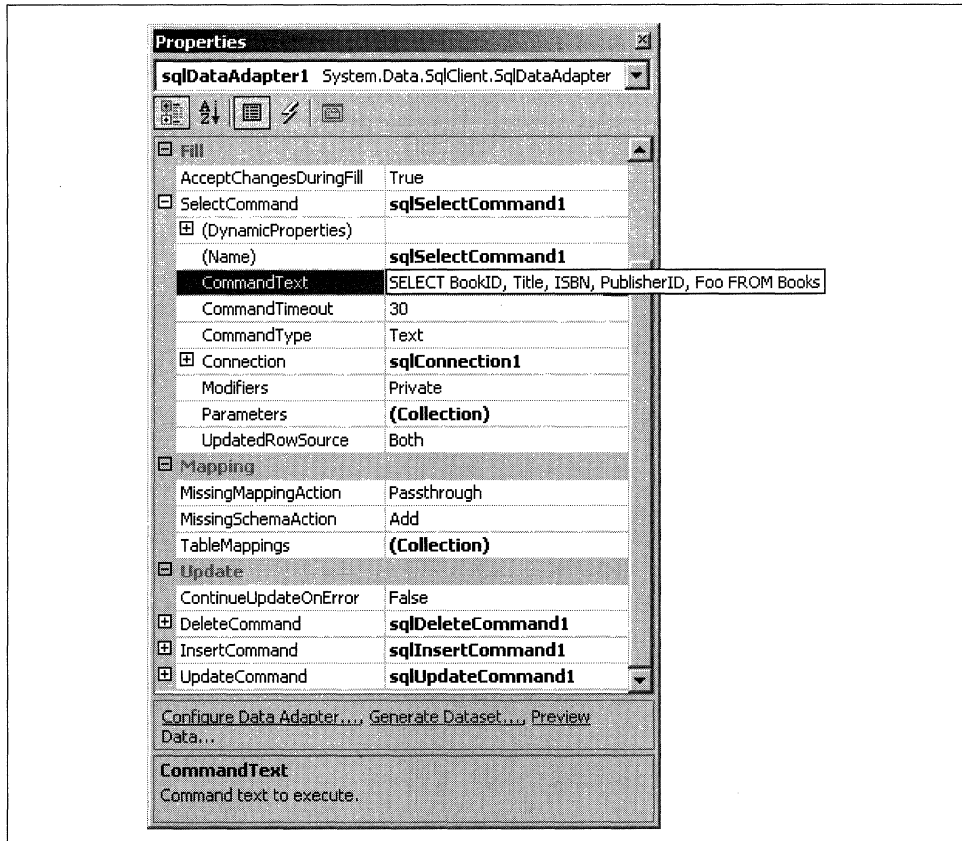 Properties
sqlDataAdapter1 System.Data.SqlClient.SqlDataAdapter
Fill
AcceptChangesDuringFill True
SelectCommand sqlSelectCommand1
(DynamicProperties)
(Name) sqlSelectCommand1
CommandText SELECT BookID, Title, ISBN, PublisherID, Foo FROM Books
CommandTimeout 30
CommandType Text
Connection sqlConnection1
Modifiers Private
Parameters (Collection)
UpdatedRowSource Both
Mapping
MissingMappingAction Passthrough
MissingSchemaAction Add
TableMappings (Collection)
Update
ContinueUpdateOnError False
DeleteCommand sqlDeleteCommand1
InsertCommand sqlInsertCommand1
UpdateCommand sqlUpdateCommand1
Configure Data Adapter..., Generate Dataset..., Preview
Data...
CommandText
Command text to execute.